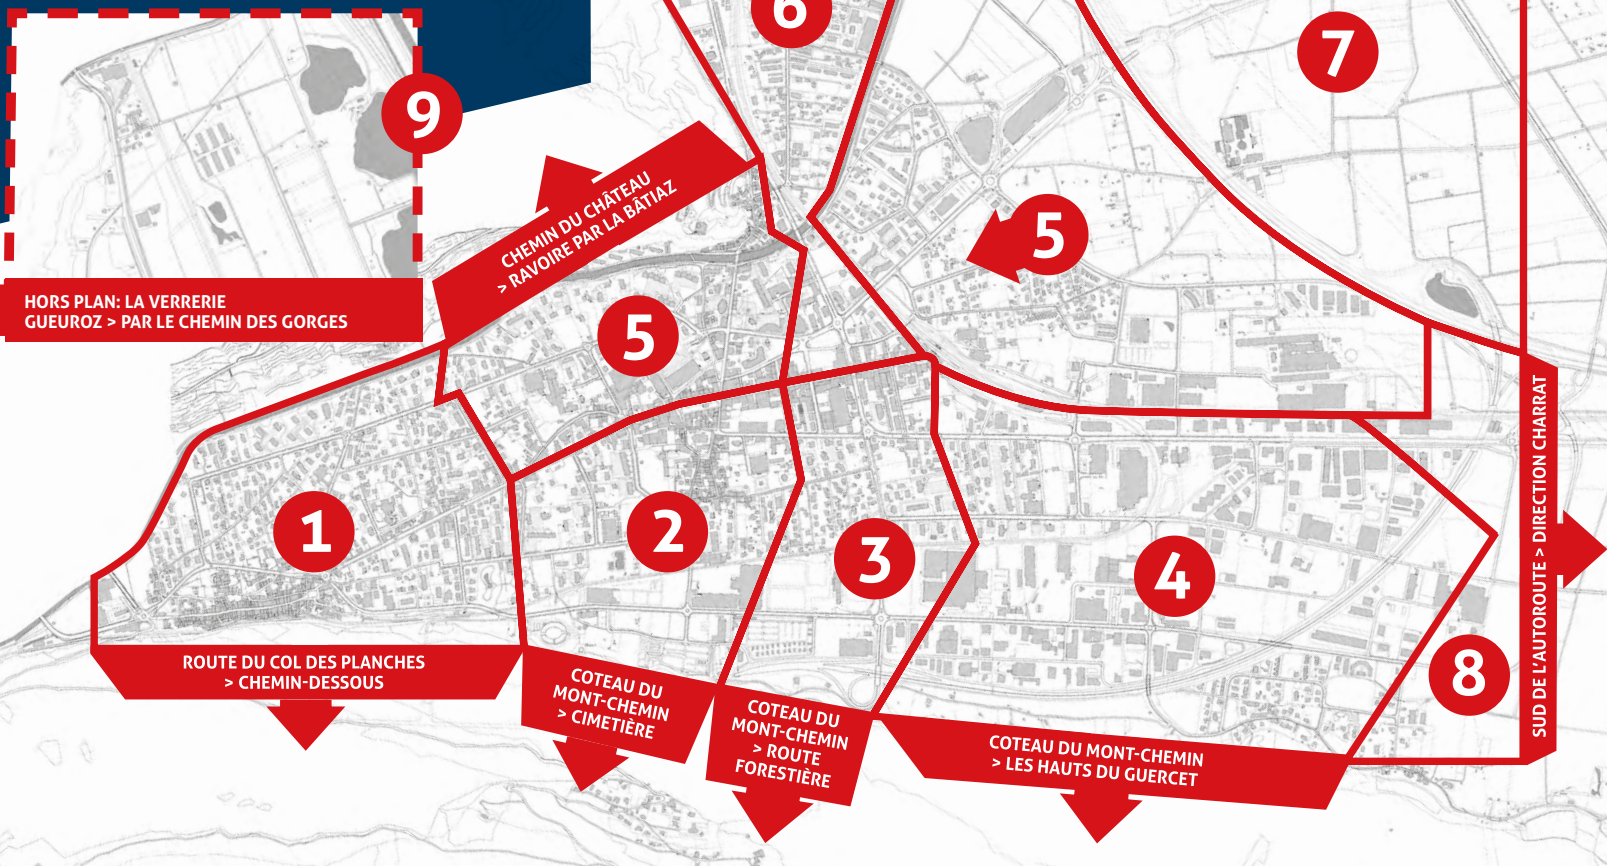 6
7
9
CHEMIN DU CHÂTEAU
> RAVOIRE PAR LA BÂTIAZ
5
HORS PLAN: LA VERRERIE
GUEUROZ > PAR LE CHEMIN DES GORGES
5
1
2
3
4
8
SUD DE L'AUTOROUTE > DIRECTION CHARRAT
ROUTE DU COL DES PLANCHES
> CHEMIN-DESSOUS
COTEAU DU
MONT-CHEMIN
> CIMETIÈRE
COTEAU DU
MONT-CHEMIN
> ROUTE
FORESTIÈRE
COTEAU DU MONT-CHEMIN
> LES HAUTS DU GUERCET